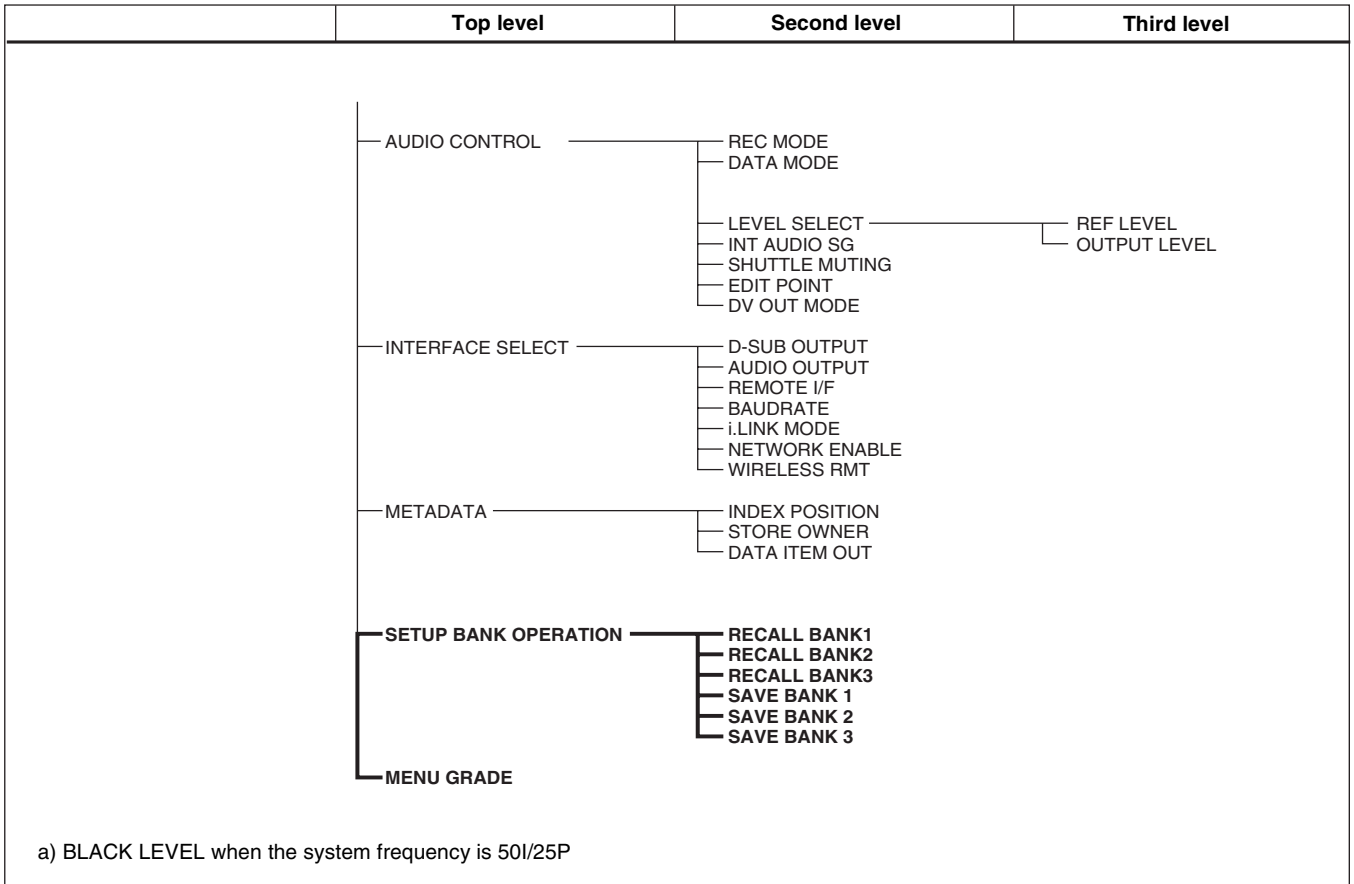 Top level Second level Third level
AUDIO CONTROL REC MODE
DATA MODE
LEVEL SELECT REF LEVEL
INT AUDIO SG OUTPUT LEVEL
SHUTTLE MUTING
EDIT POINT
DV OUT MODE
INTERFACE SELECT D-SUB OUTPUT
AUDIO OUTPUT
REMOTE I/F
BAUDRATE
i.LINK MODE
NETWORK ENABLE
WIRELESS RMT
METADATA INDEX POSITION
STORE OWNER
DATA ITEM OUT
SETUP BANK OPERATION RECALL BANK1
RECALL BANK2
RECALL BANK3
SAVE BANK 1
SAVE BANK 2
SAVE BANK 3
MENU GRADE
a) BLACK LEVEL when the system frequency is 50I/25P